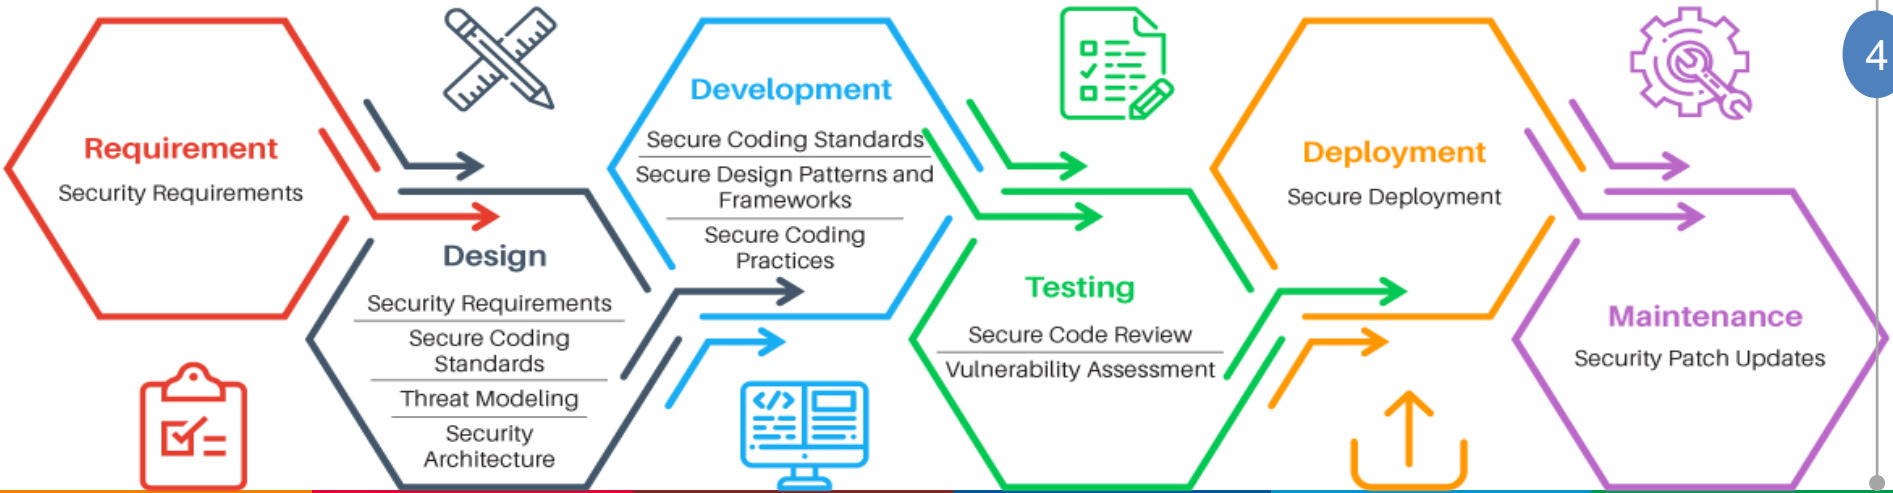 Requirement
Security Requirements
Design
Security Requirements
Secure Coding
Standards
Threat Modeling
Security
Architecture
Development
Secure Coding Standards
Secure Design Patterns and
Frameworks
Secure Coding
Practices
</>
Testing
Secure Code Review
Vulnerability Assessment
Deployment
Secure Deployment
Maintenance
Security Patch Updates
4